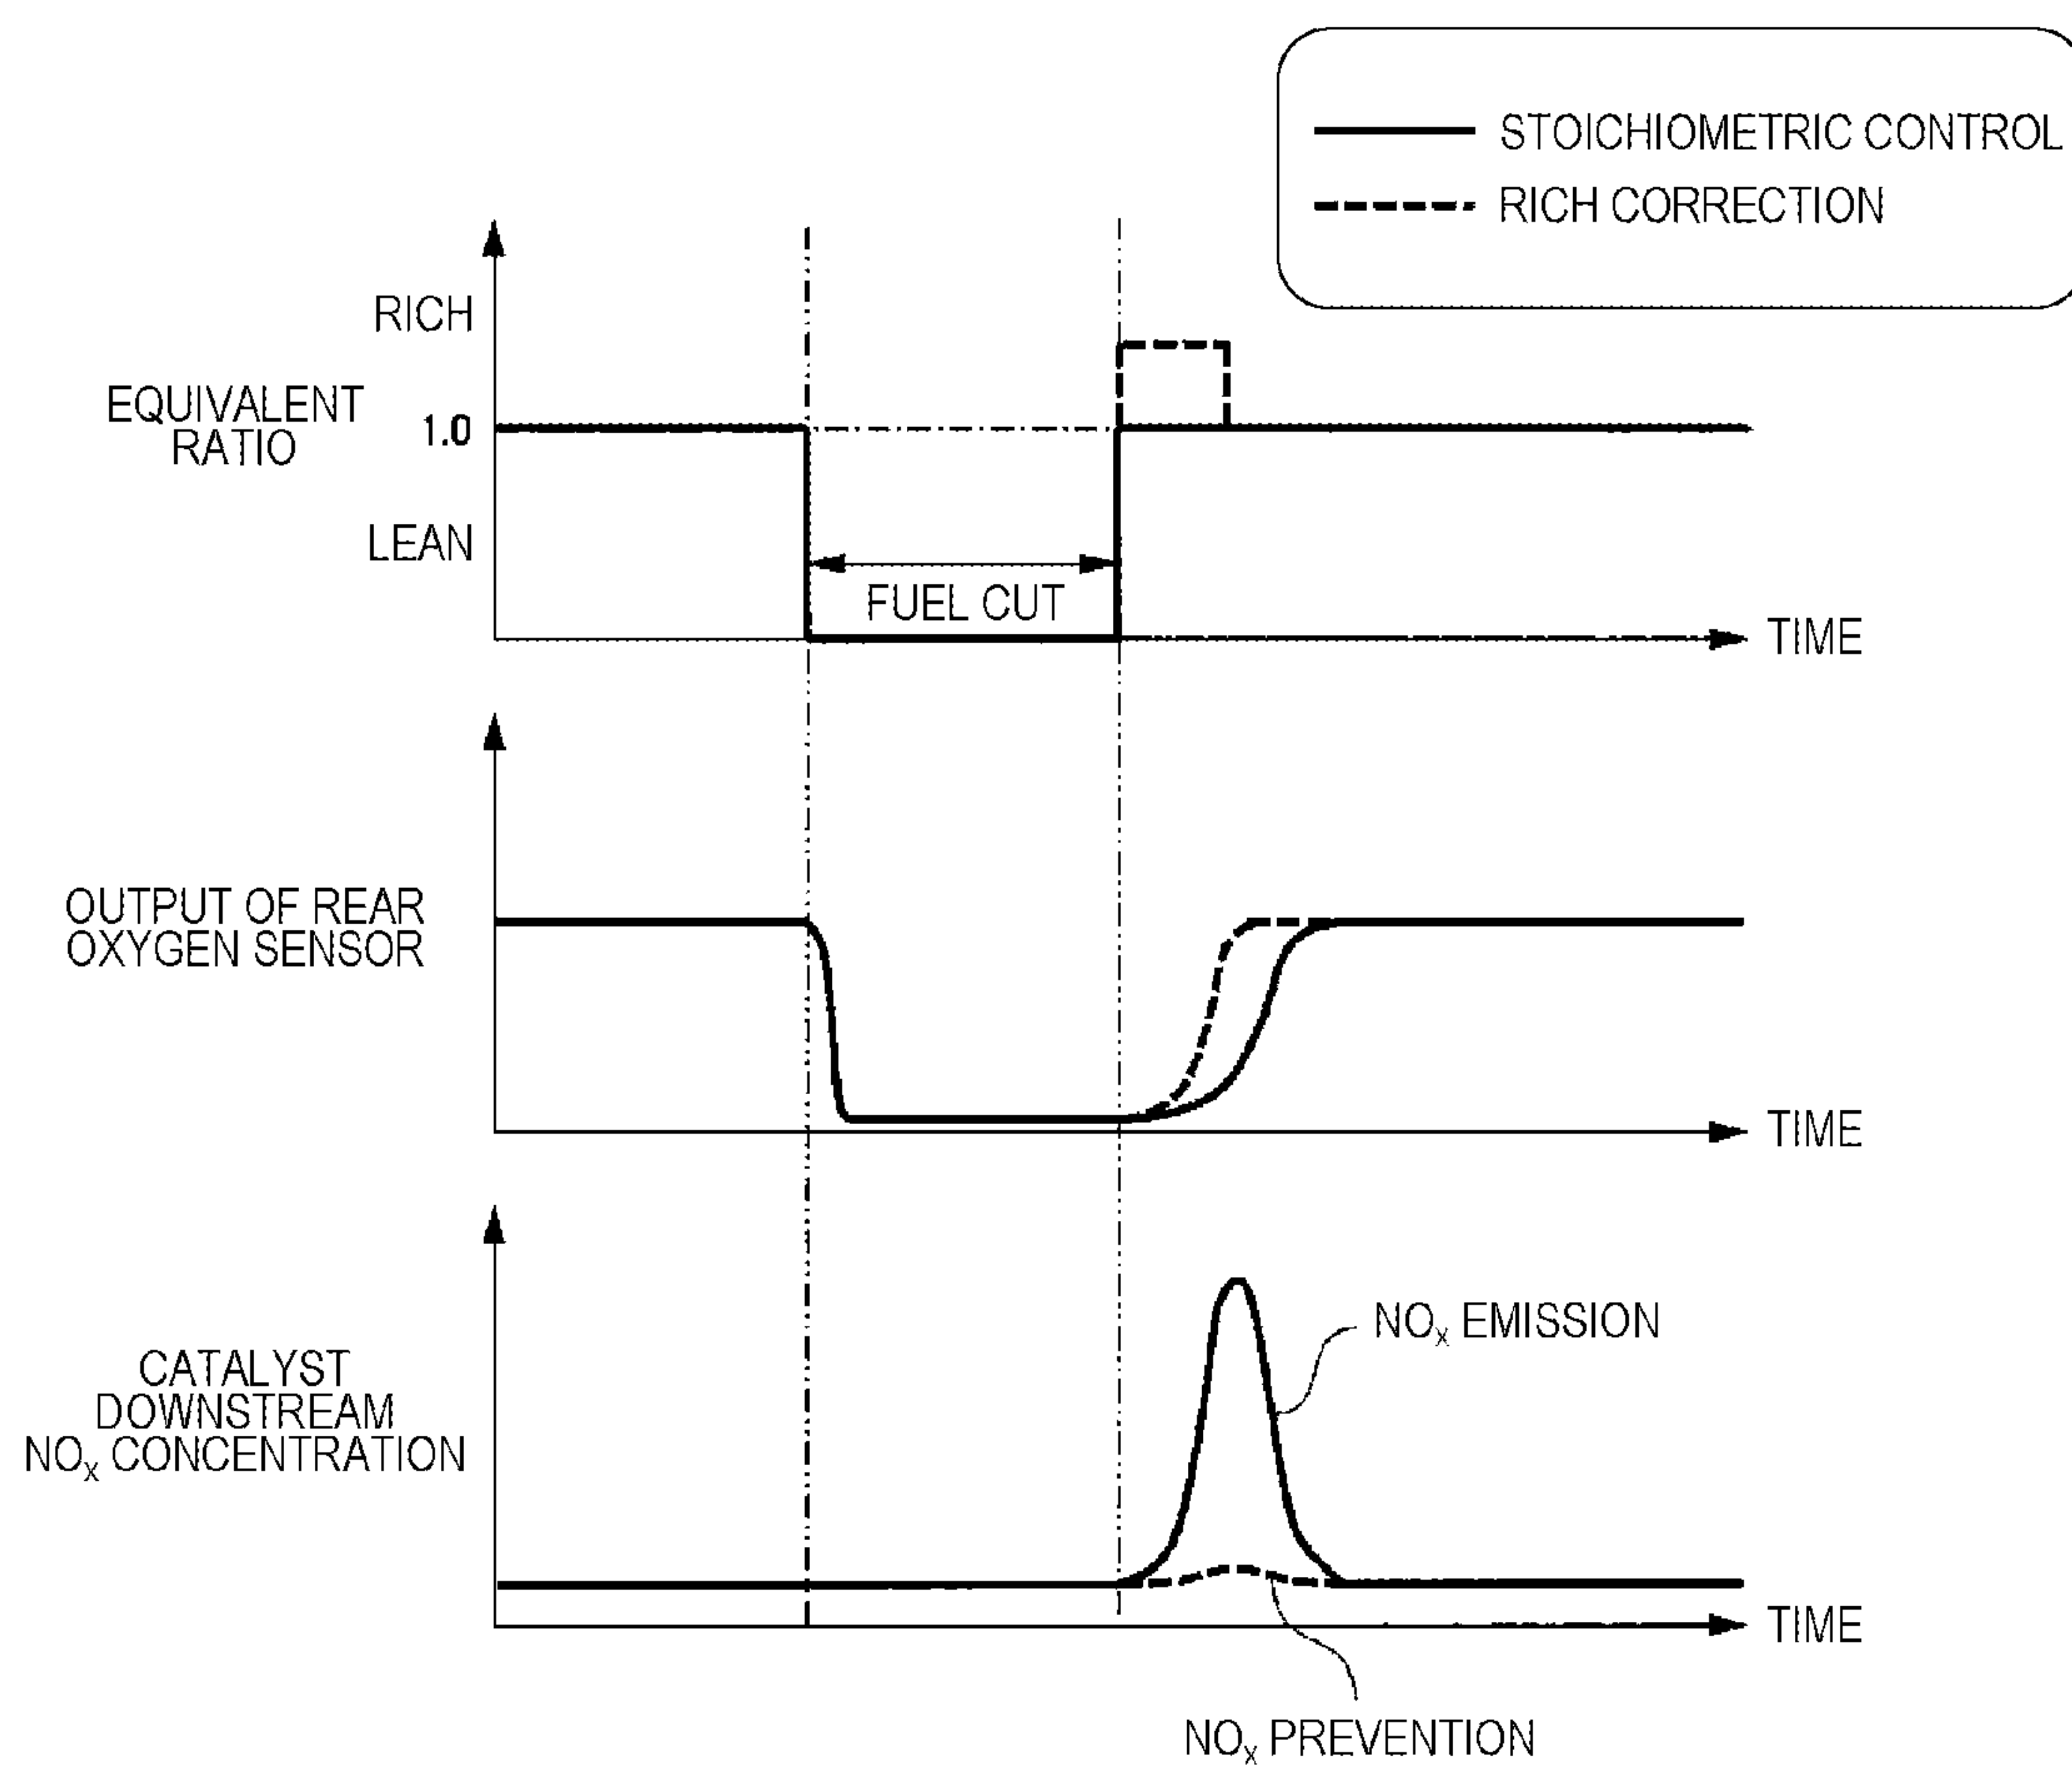 STOICHIOMETRIC CONTROL
RICH CORRECTION
RICH
EQUIVALENT
RATIO
1.0
LEAN
FUEL CUT
TIME
OUTPUT OF REAR
OXYGEN SENSOR
TIME
CATALYST
DOWNSTREAM
NOx CONCENTRATION
NOx EMISSION
TIME
NOx PREVENTION